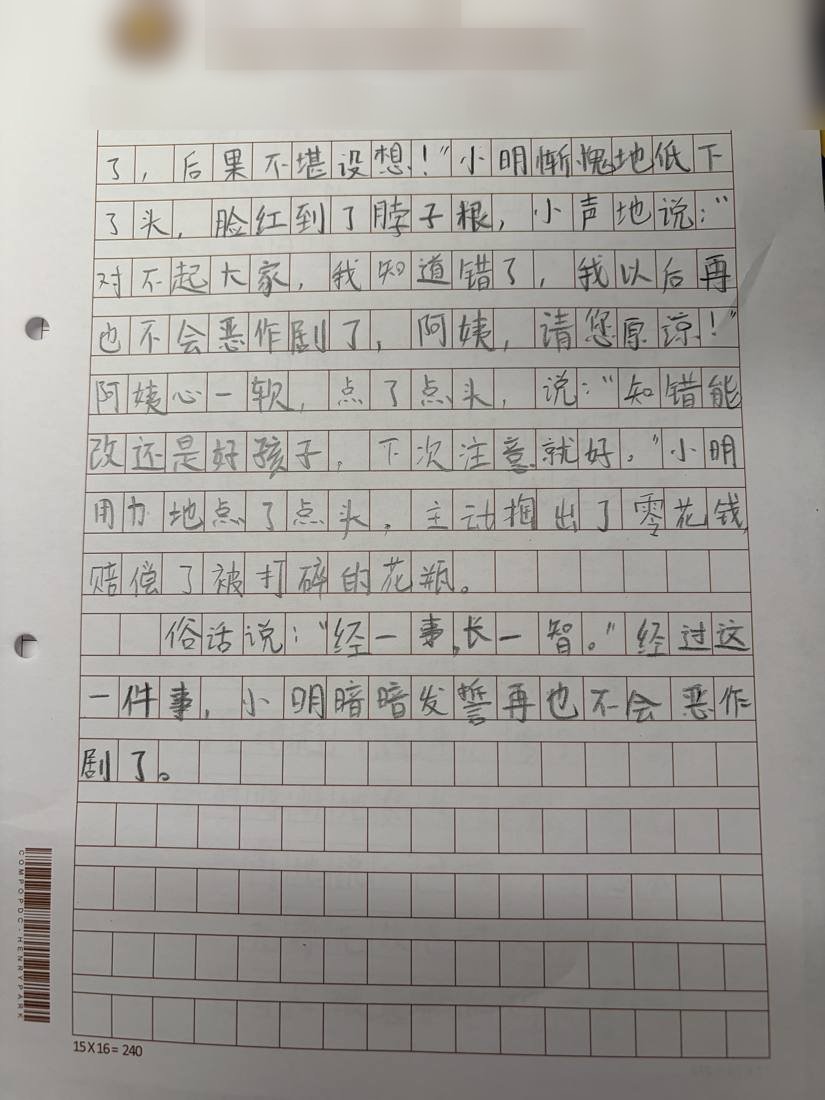 了，后果不堪设想！”小明惭愧地低下
了头，脸红到了脖子根，小声地说：“
对不起大家，我知道错了，我以后再
也不会恶作剧了，阿姨，请您原谅！”
阿姨心一软，点了点头，说：“知错能
改还是好孩子，下次注意就好。”小明
用力地点了点头，主动掏出了零花钱，
赔偿了被打碎的花瓶。
俗话说：“经一事，长一智。”经过这
一件事，小明暗暗发誓再也不会恶作
剧了。
COMPOPDC-HENRYPARK
15X16=240